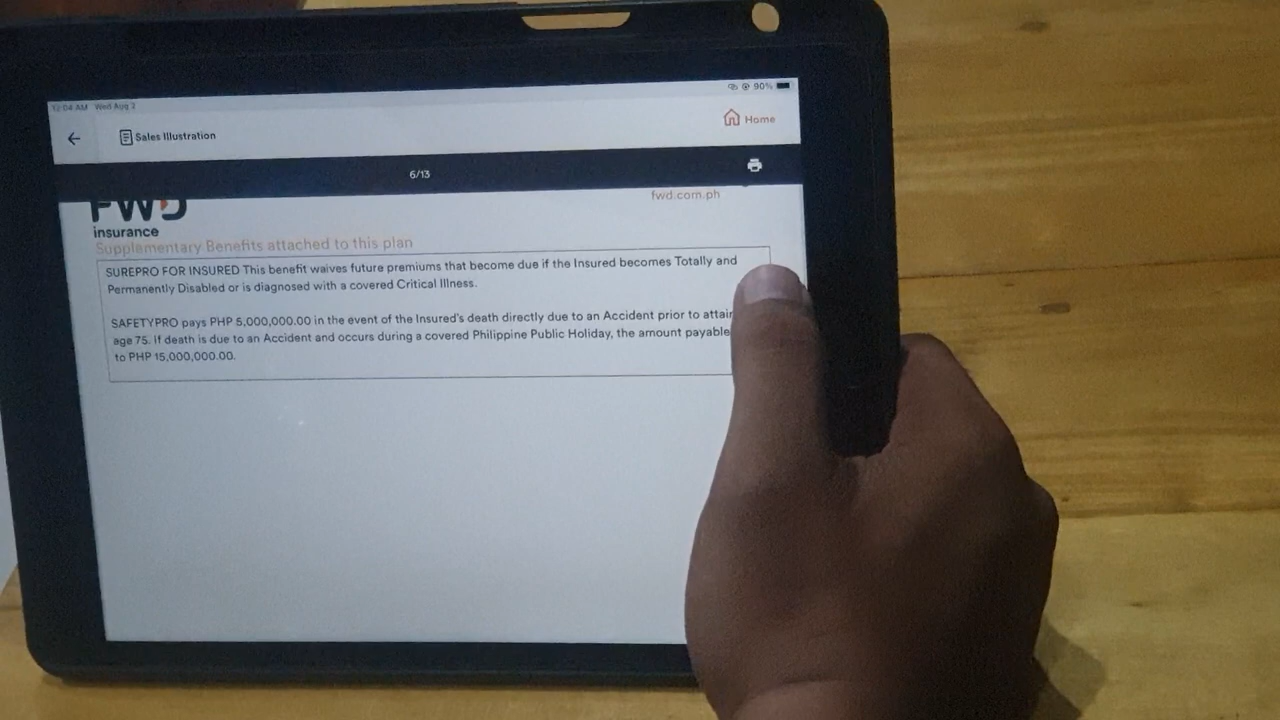 12:04 AM Wed Aug 2
90%
Sales Illustration
Home
6/13
FWD
insurance
fwd.com.ph
Supplementary Benefits attached to this plan
SUREPRO FOR INSURED This benefit waives future premiums that become due if the Insured becomes Totally and
Permanently Disabled or is diagnosed with a covered Critical Illness.
SAFETYPRO pays PHP 5,000,000.00 in the event of the Insured's death directly due to an Accident prior to
age 75. If death is due to an Accident and occurs during a covered Philippine Public Holiday, the amount payable
to PHP 15,000,000.00.